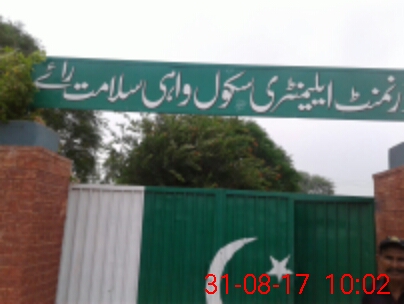 رنمنٹ ایلیمنٹری سکول واہی سلامت رائے
31-08-17 10:02